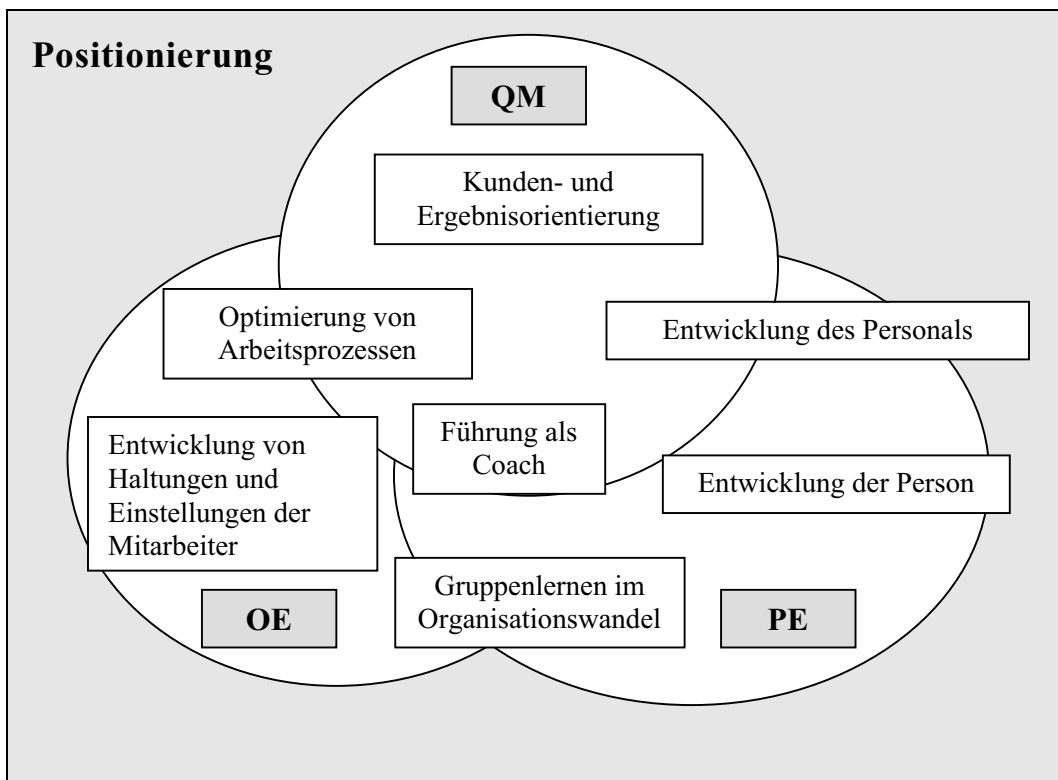 Positionierung
QM
Kunden- und
Ergebnisorientierung
Optimierung von
Arbeitsprozessen
Entwicklung des Personals
Führung als
Coach
Entwicklung von
Haltungen und
Einstellungen der
Mitarbeiter
Entwicklung der Person
Gruppenlernen im
Organisationswandel
OE
PE